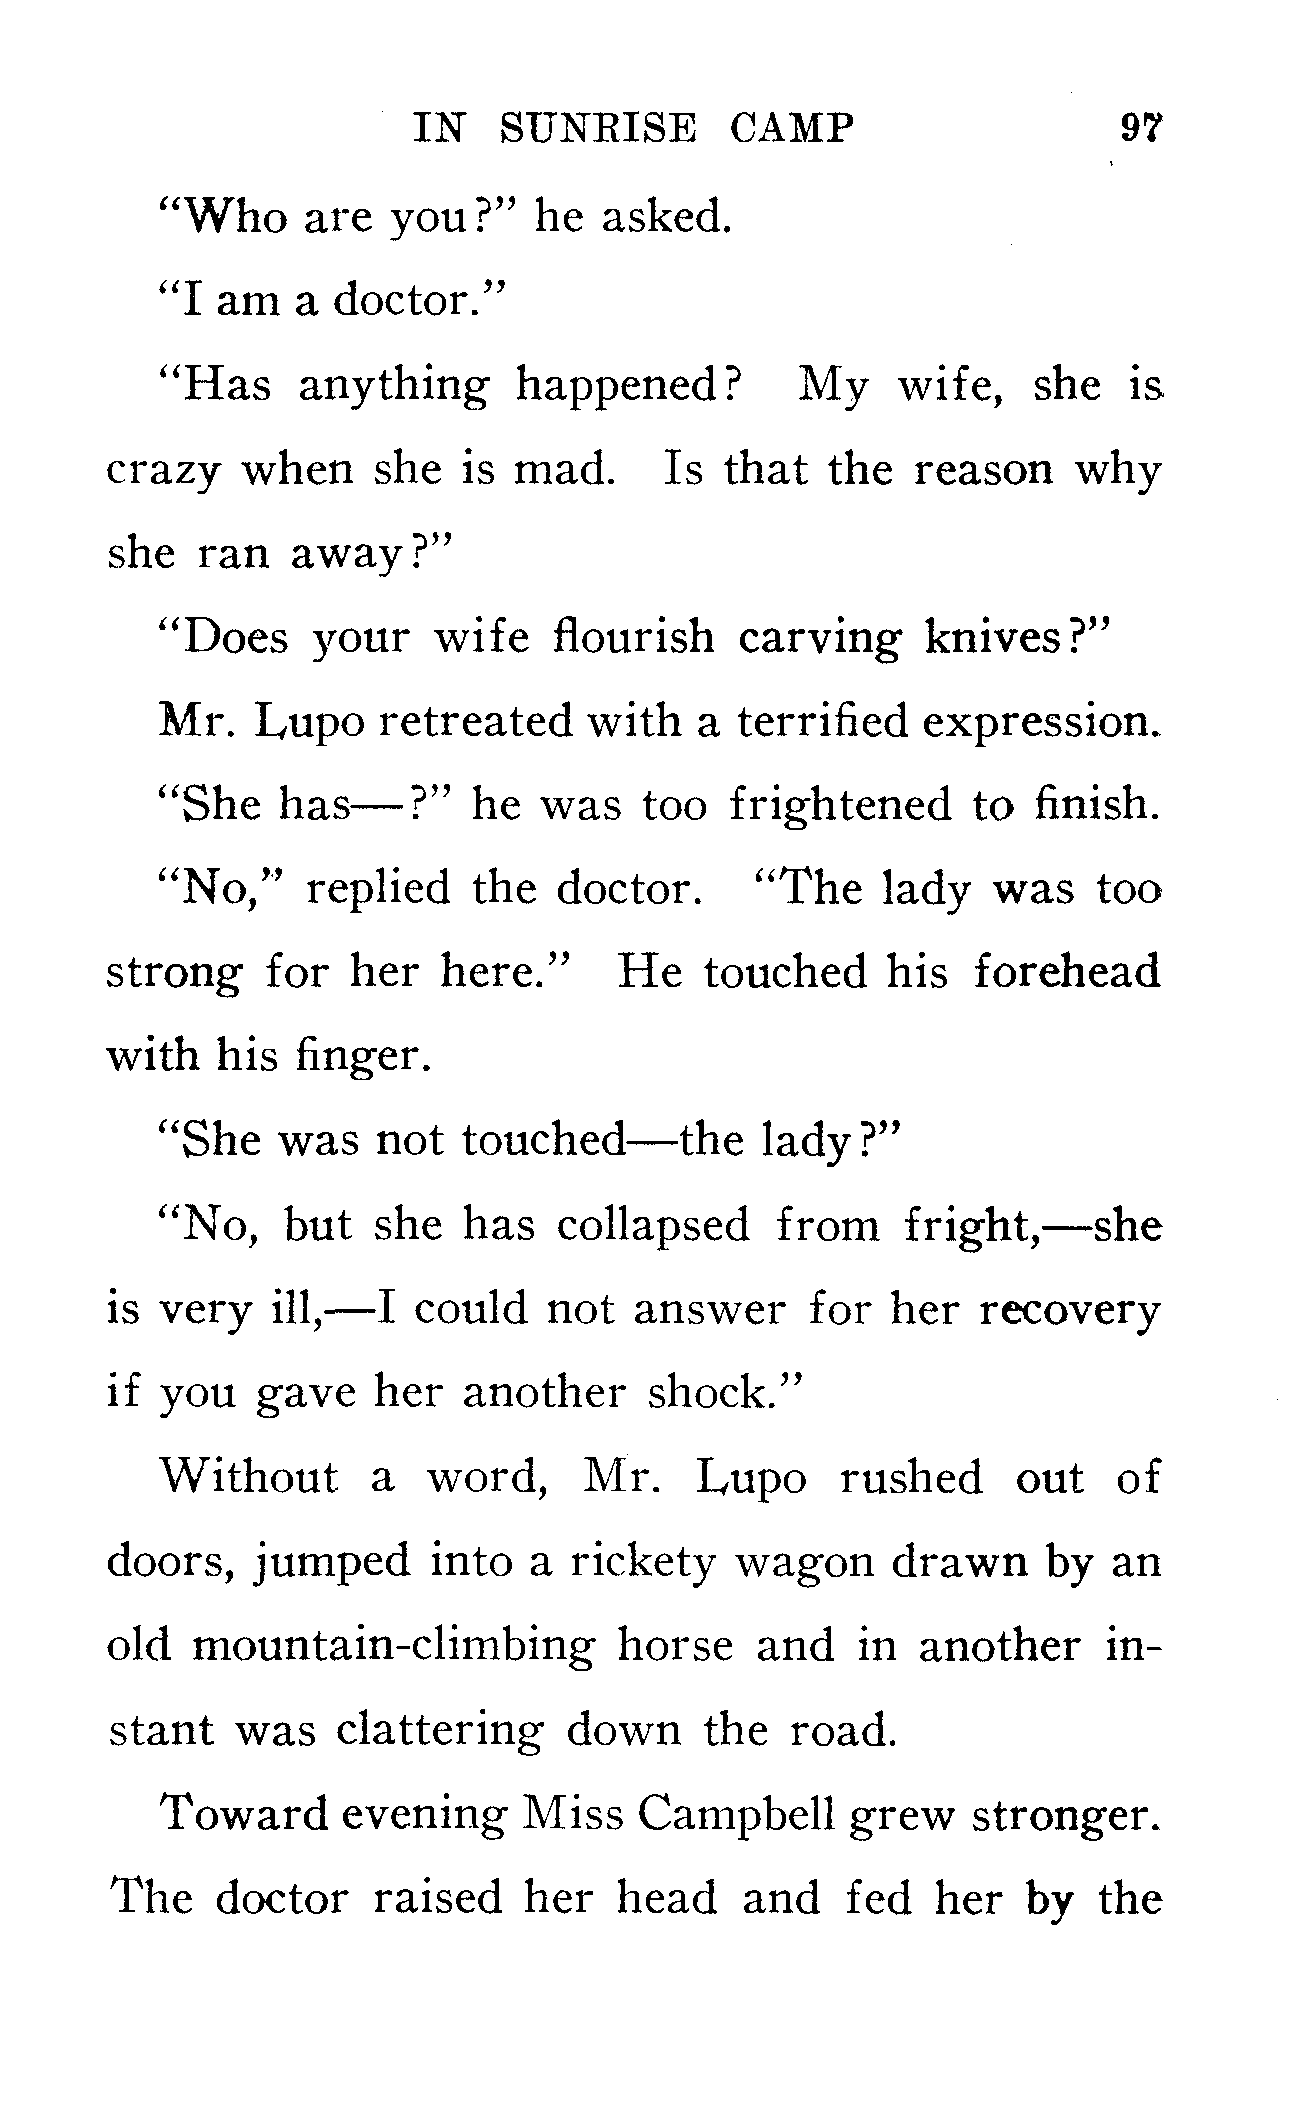 IN SUNRISE CAMP 97
“Who are you?” he asked.
“I am a doctor.”
“Has anything happened? My wife, she is
crazy when she is mad. Is that the reason why
she ran away?”
“Does your wife flourish carving knives?”
Mr. Lupo retreated with a terrified expression.
“She has—?” he was too frightened to finish.
“No,” replied the doctor. “The lady was too
strong for her here.” He touched his forehead
with his finger.
“She was not touched—the lady?”
“No, but she has collapsed from fright,—she
is very ill,—I could not answer for her recovery
if you gave her another shock.”
Without a word, Mr. Lupo rushed out of
doors, jumped into a rickety wagon drawn by an
old mountain-climbing horse and in another in-
stant was clattering down the road.
Toward evening Miss Campbell grew stronger.
The doctor raised her head and fed her by the